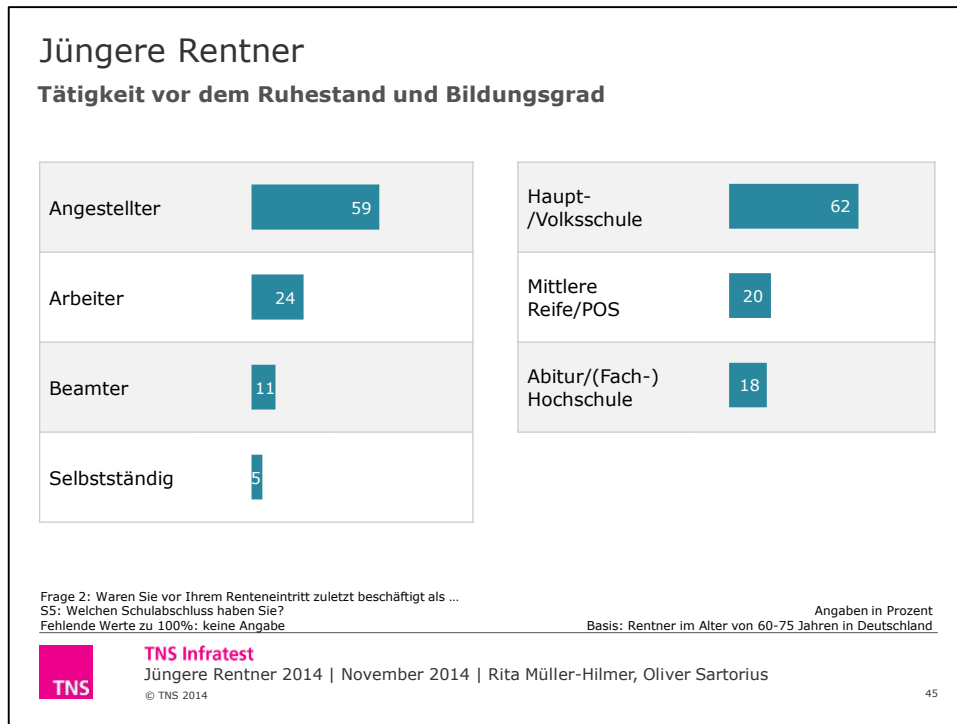 Jüngere Rentner
Tätigkeit vor dem Ruhestand und Bildungsgrad
Angestellter
59
Arbeiter
24
Beamter
11
Selbstständig
5
Haupt-
/Volksschule
62
Mittlere
Reife/POS
20
Abitur/(Fach-)
Hochschule
18
Frage 2: Waren Sie vor Ihrem Renteneintritt zuletzt beschäftigt als …
S5: Welchen Schulabschluss haben Sie?
Fehlende Werte zu 100%: keine Angabe
Angaben in Prozent
Basis: Rentner im Alter von 60-75 Jahren in Deutschland
TNS
TNS Infratest
Jüngere Rentner 2014 | November 2014 | Rita Müller-Hilmer, Oliver Sartorius
© TNS 2014
45